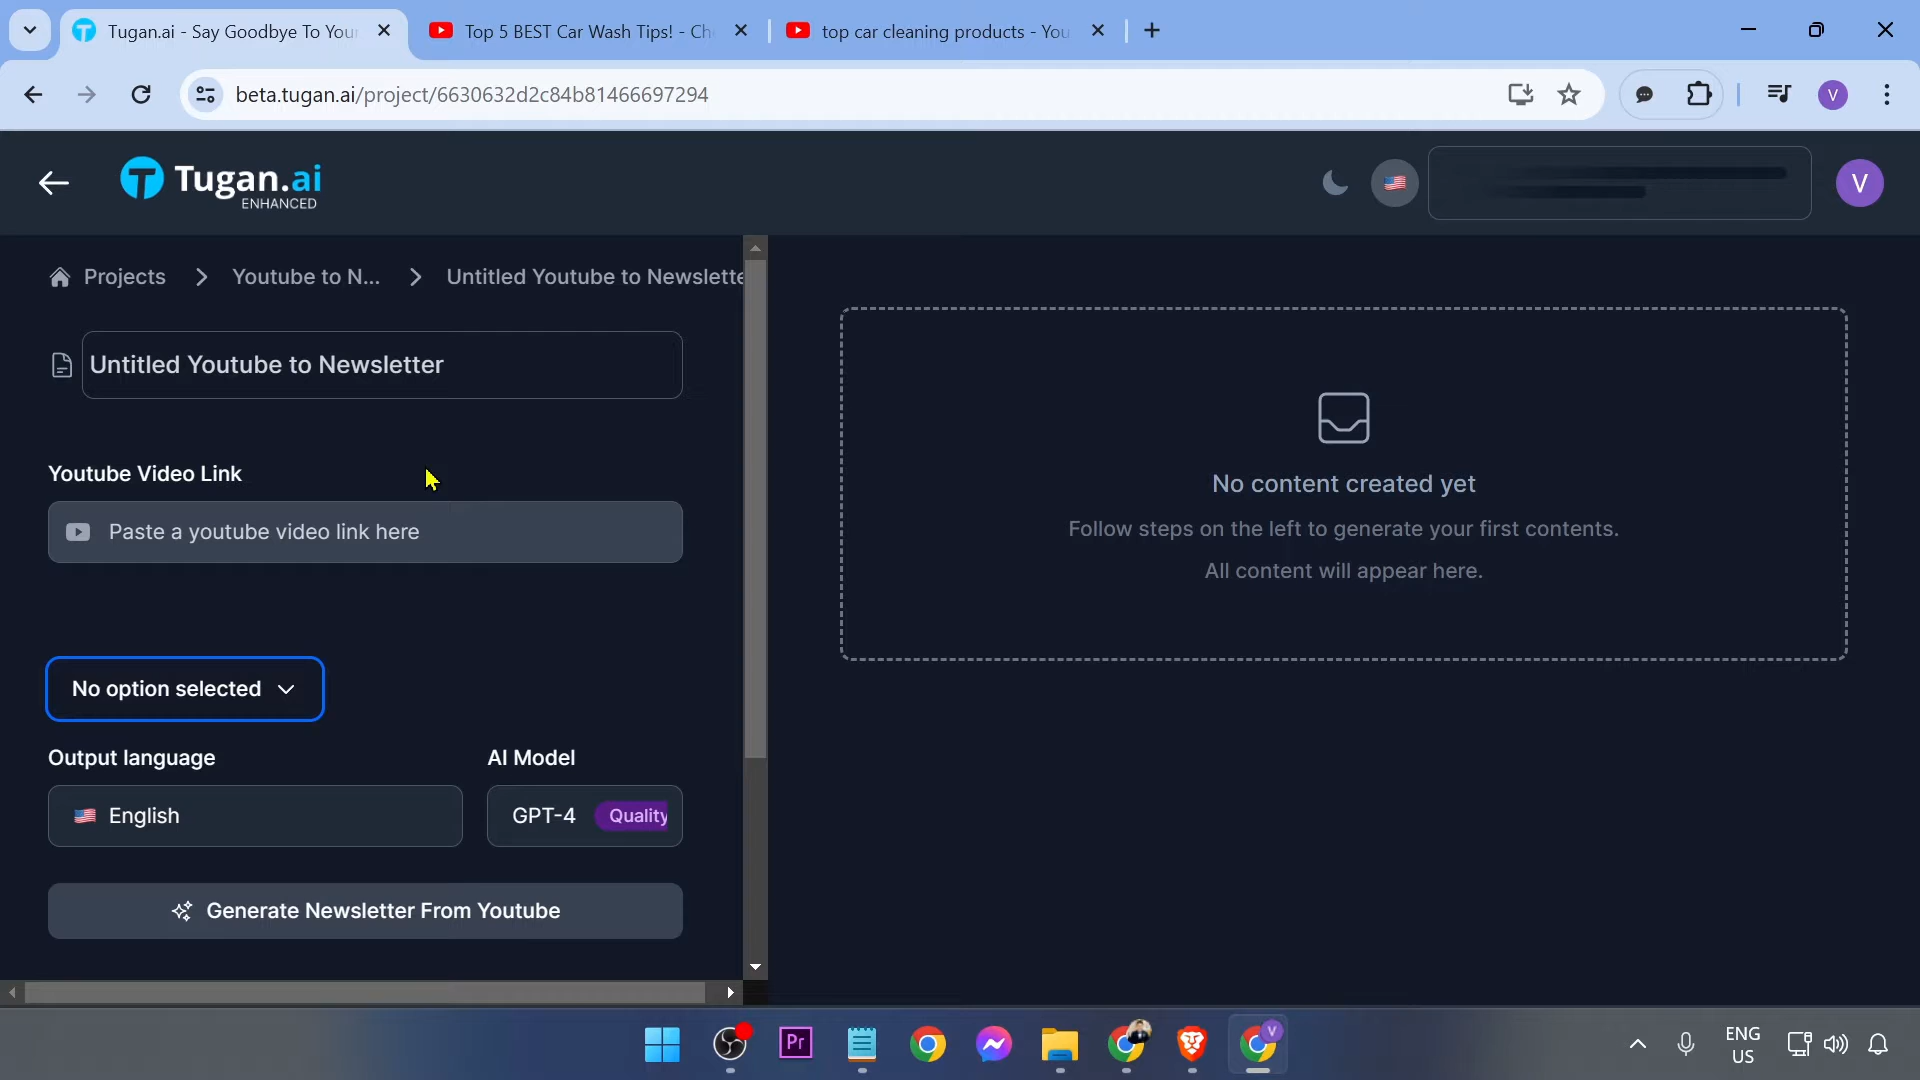 Tugan.ai - Say Goodbye To Your
Top 5 BEST Car Wash Tips! - Ch
top car cleaning products - You
beta.tugan.ai/project/6630632d2c84b81466697294
V
Tugan.ai
ENHANCED
V
Projects
Youtube to N...
Untitled Youtube to Newslette
Untitled Youtube to Newsletter
Youtube Video Link
Paste a youtube video link here
No content created yet
Follow steps on the left to generate your first contents.
All content will appear here.
No option selected
Output language
AI Model
English
GPT-4
Quality
Generate Newsletter From Youtube
Pr
V
ENG
US